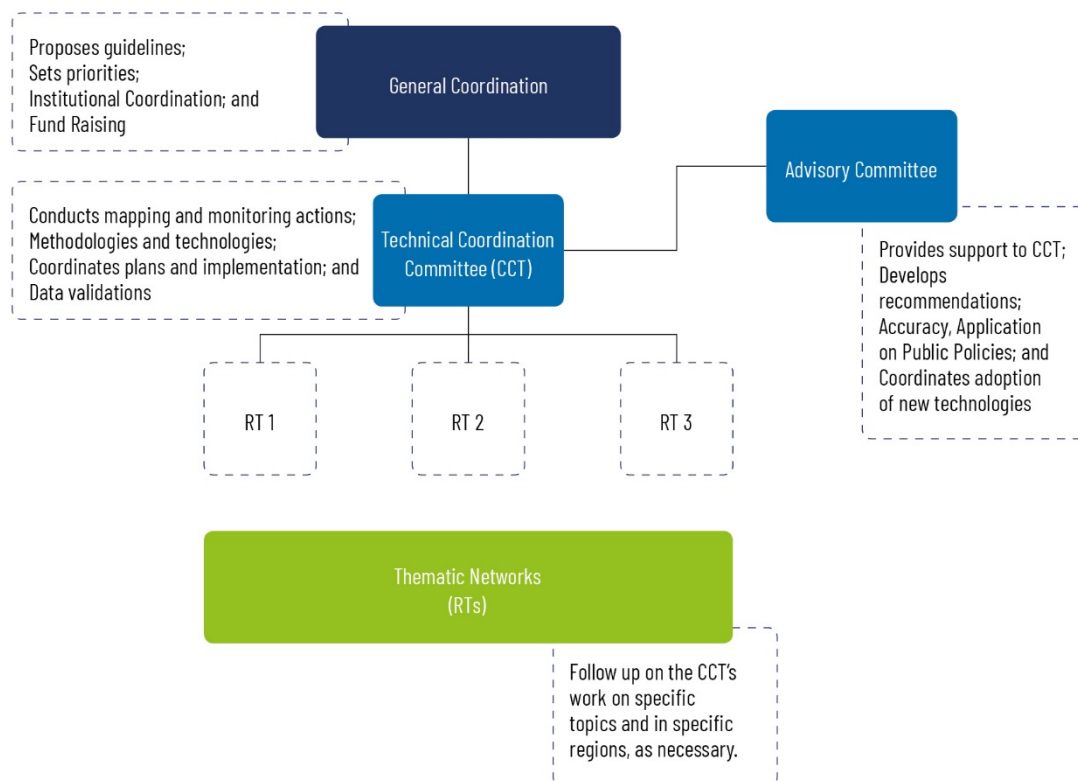 Proposes guidelines;
Sets priorities;
Institutional Coordination; and
Fund Raising
General Coordination
Advisory Committee
Conducts mapping and monitoring actions;
Methodologies and technologies;
Coordinates plans and implementation; and
Data validations
Technical Coordination
Committee (CCT)
Provides support to CCT;
Develops
recommendations;
Accuracy, Application
on Public Policies; and
Coordinates adoption
of new technologies
RT 1
RT 2
RT 3
Thematic Networks
(RTs)
Follow up on the CCT’s
work on specific
topics and in specific
regions, as necessary.